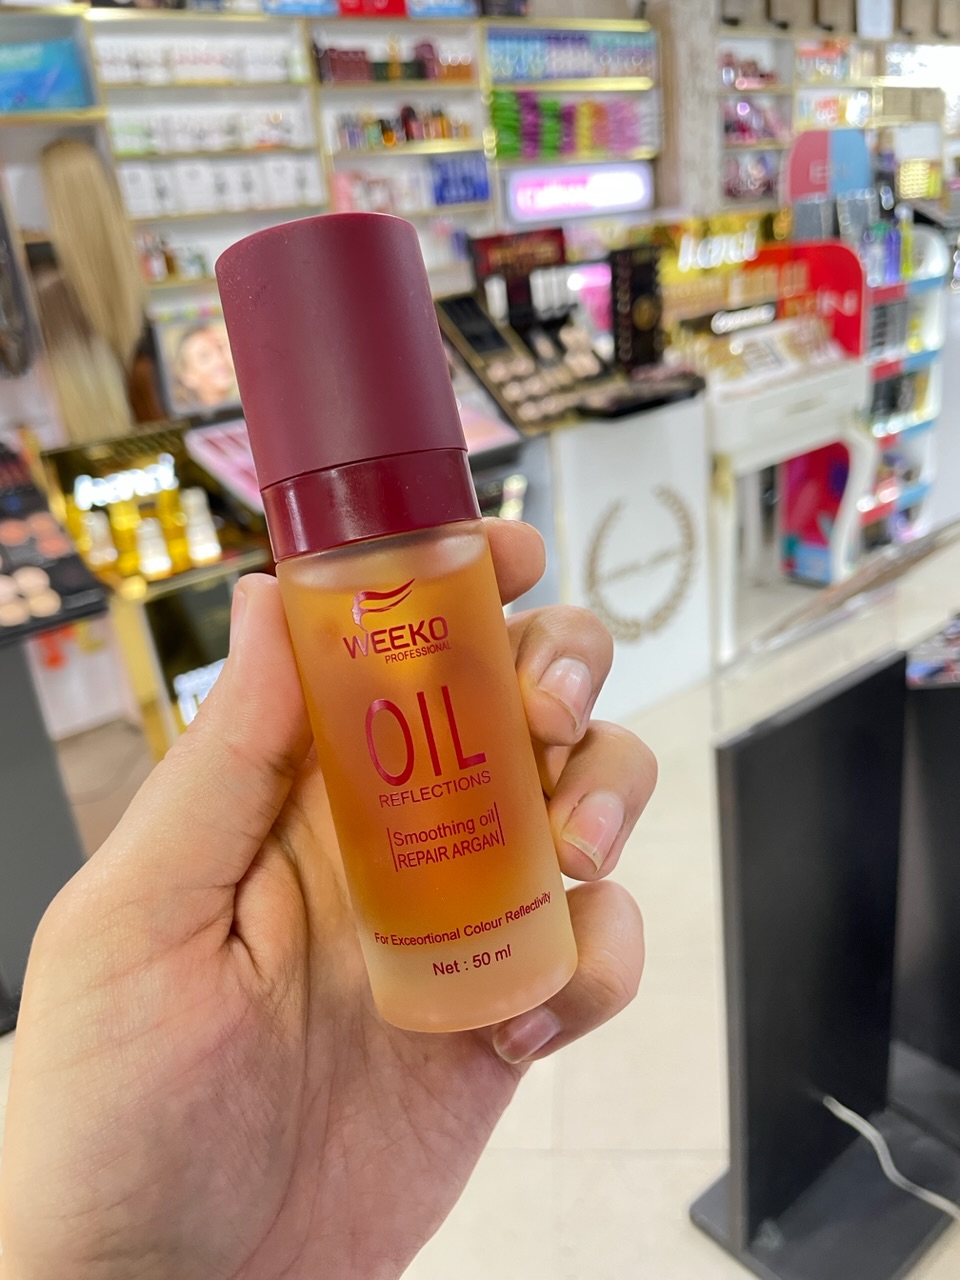 WEEKO
PROFESSIONAL
OIL
REFLECTIONS
Smoothing oil
REPAIR ARGAN
For Exceortional Colour Reflectivity
Net : 50 ml